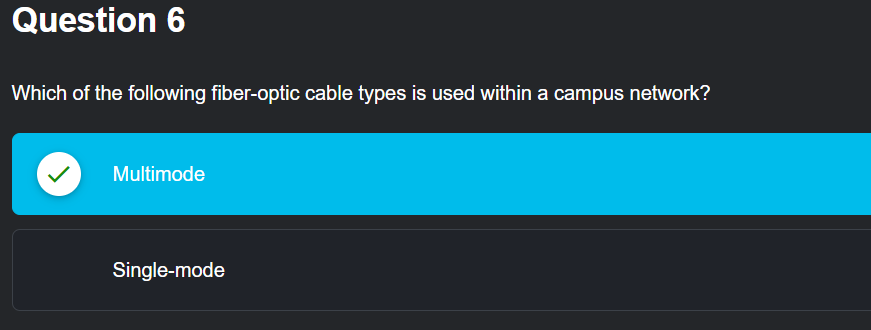 Question 6
Which of the following fiber-optic cable types is used within a campus network?
Multimode
Single-mode